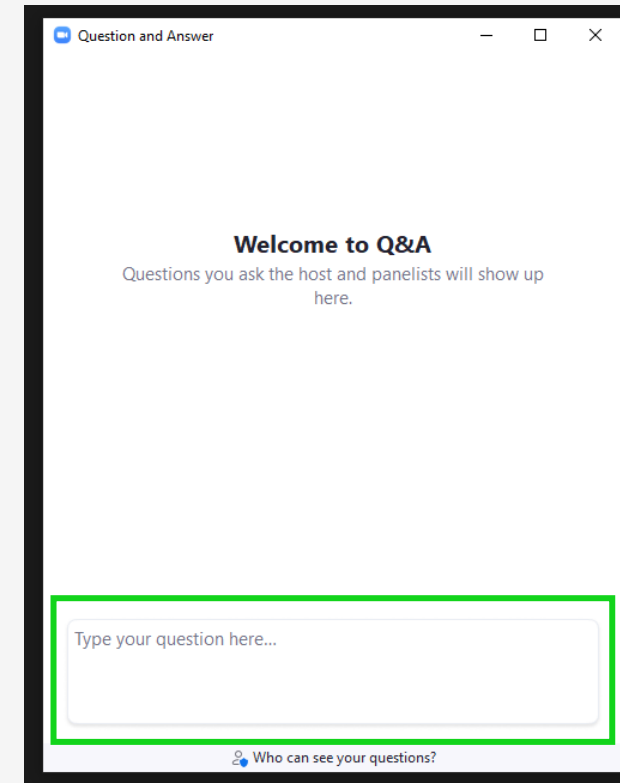 Question and Answer
Welcome to Q&A
Questions you ask the host and panelists will show up
here.
Type your question here...
Who can see your questions?